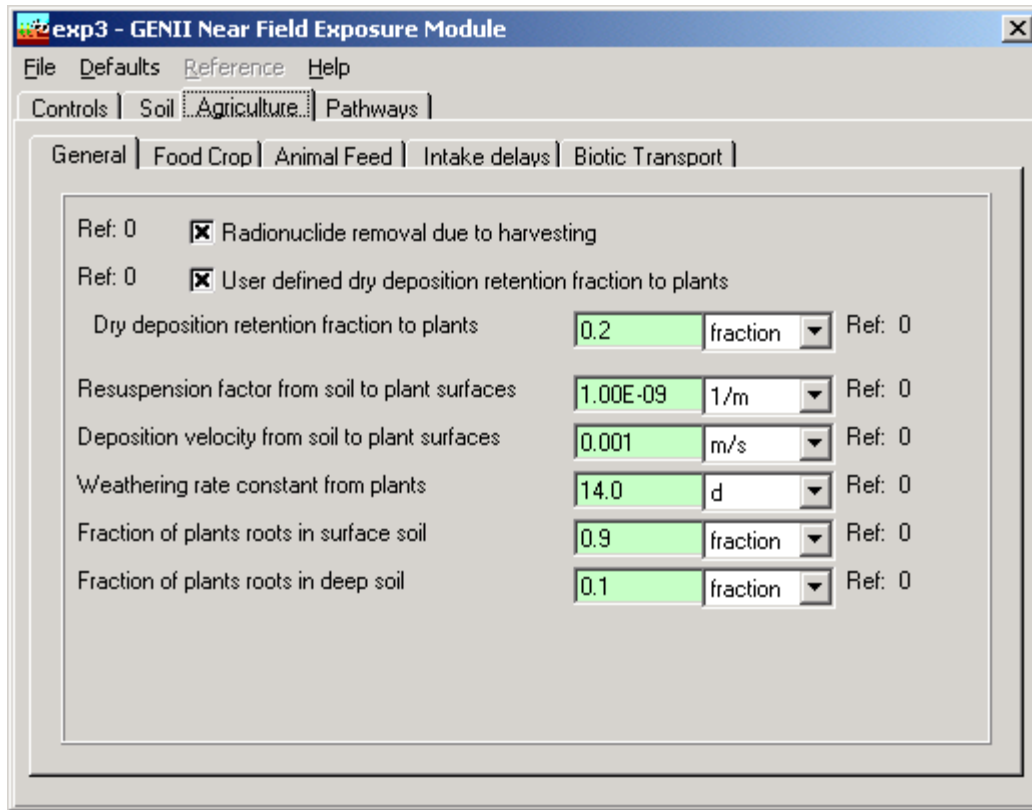 exp3 - GENII Near Field Exposure Module
File Defaults Reference Help
Controls Soil Agriculture Pathways
General Food Crop Animal Feed Intake delays Biotic Transport
Ref: 0 Radionuclide removal due to harvesting
Ref: 0 User defined dry deposition retention fraction to plants
Dry deposition retention fraction to plants 0.2 fraction Ref: 0
Resuspension factor from soil to plant surfaces 1.00E-09 1/m Ref: 0
Deposition velocity from soil to plant surfaces 0.001 m/s Ref: 0
Weathering rate constant from plants 14.0 d Ref: 0
Fraction of plants roots in surface soil 0.9 fraction Ref: 0
Fraction of plants roots in deep soil 0.1 fraction Ref: 0